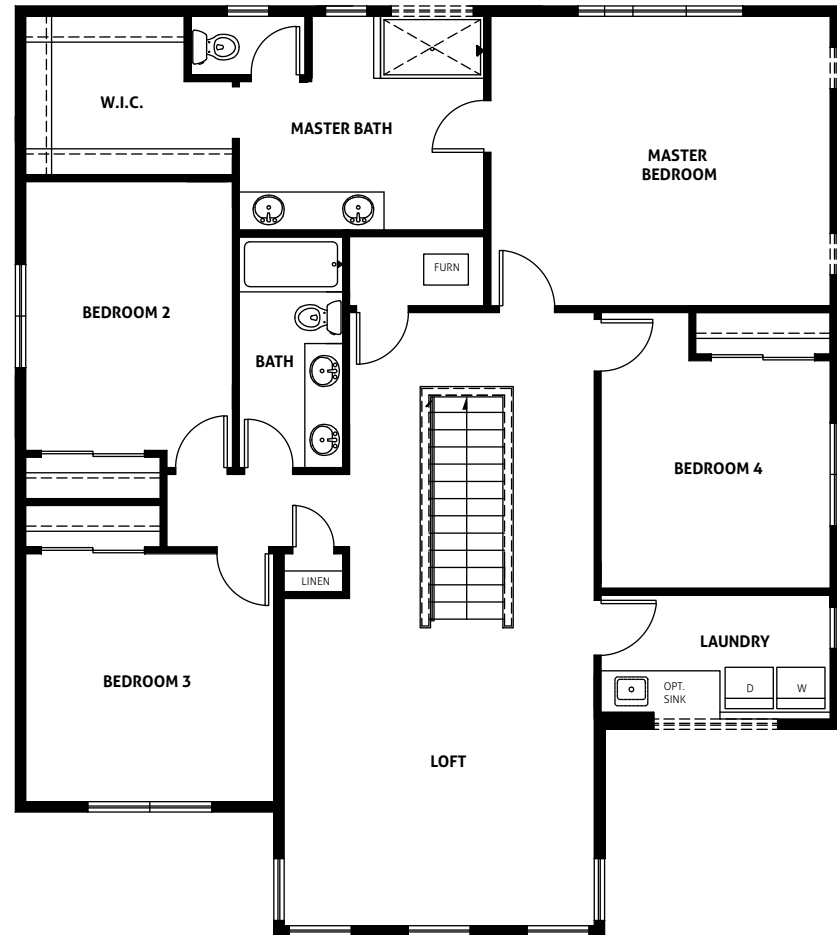 W.I.C.
MASTER BATH
MASTER
BEDROOM
FURN
BEDROOM 2
BATH
BEDROOM 4
LINEN
LAUNDRY
BEDROOM 3
OPT.
SINK
D
W
LOFT